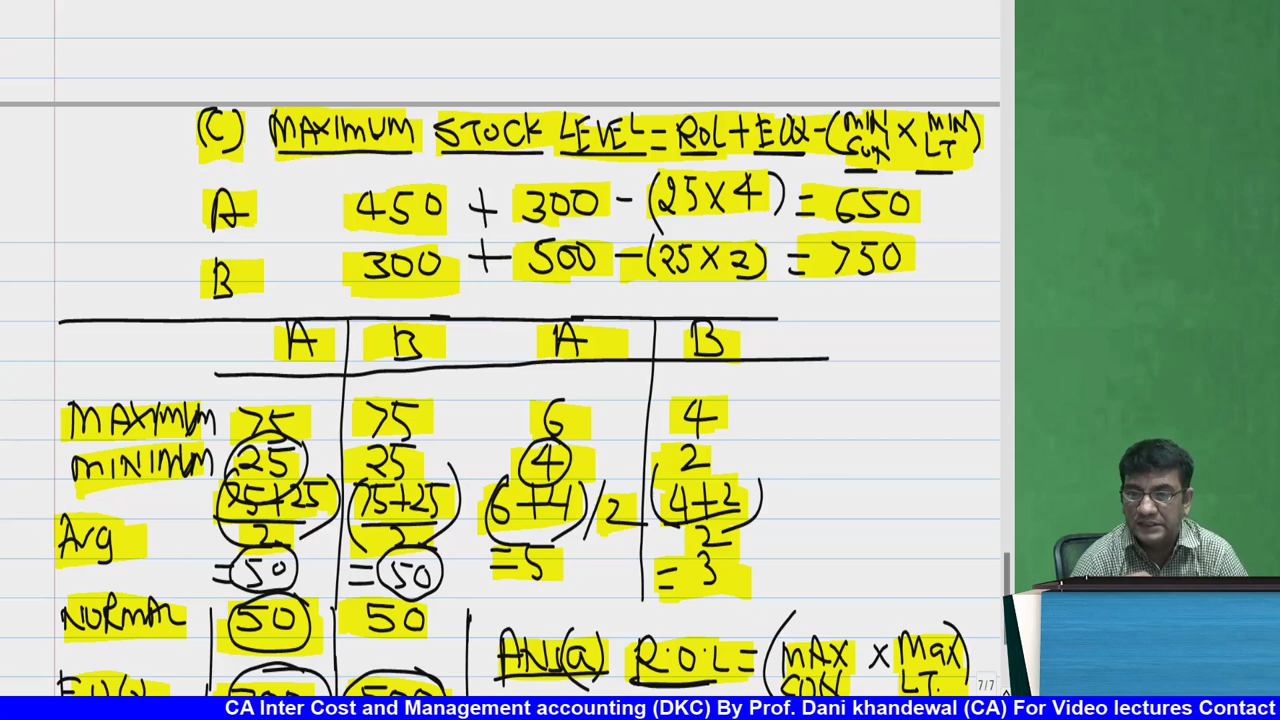 (C) MAXIMUM STOCK LEVEL = ROL + EOQ - (MIN CON X MIN LT)
A 450 + 300 - (25 X 4) = 650
B 300 + 500 - (25 X 2) = 750
A B A B
MAXIMUM 75 75 6 4
MINIMUM 25 25 4 2
Avg (75+25)/2 (75+25)/2 (6+4)/2 (4+2)/2
= 50 = 50 = 5 = 3
NORMAL 50 50
ANS(a) R.O.L = (MAX CON X Max LT.)
7/7
CA Inter Cost and Management accounting (DKC) By Prof. Dani khandewal (CA) For Video lectures Contact